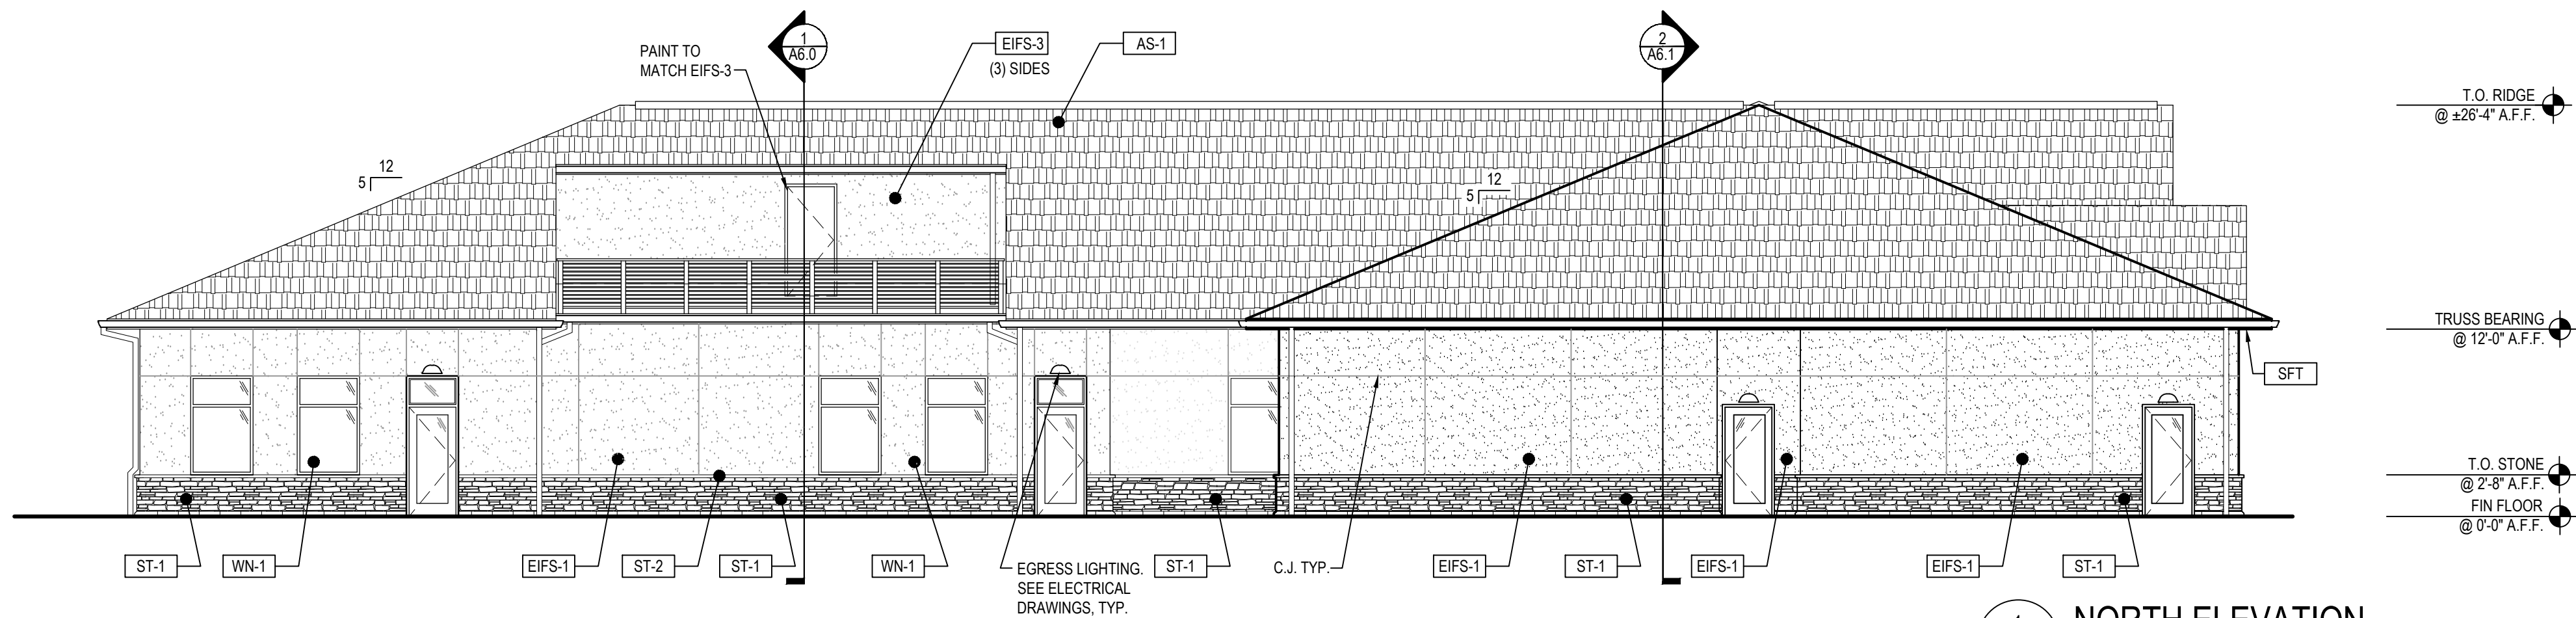 PAINT TO
MATCH EIFS-3
1
A6.0
EIFS-3
(3) SIDES
AS-1
2
A6.1
T.O. RIDGE
@ ±26'-4" A.F.F.
12
5
12
5
TRUSS BEARING
@ 12'-0" A.F.F.
SFT
T.O. STONE
@ 2'-8" A.F.F.
FIN FLOOR
@ 0'-0" A.F.F.
ST-1
WN-1
EIFS-1
ST-2
ST-1
WN-1
EGRESS LIGHTING.
SEE ELECTRICAL
DRAWINGS, TYP.
ST-1
C.J. TYP.
EIFS-1
ST-1
EIFS-1
EIFS-1
ST-1
NORTH ELEVATION